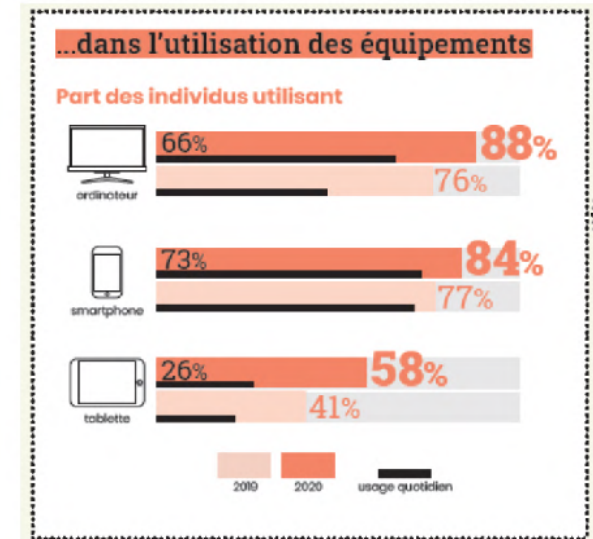 ...dans l'utilisation des équipements
Part des individus utilisant
66%
88%
76%
ordinateur
73%
84%
77%
smartphone
26%
58%
41%
tablette
2019
2020
usage quotidien